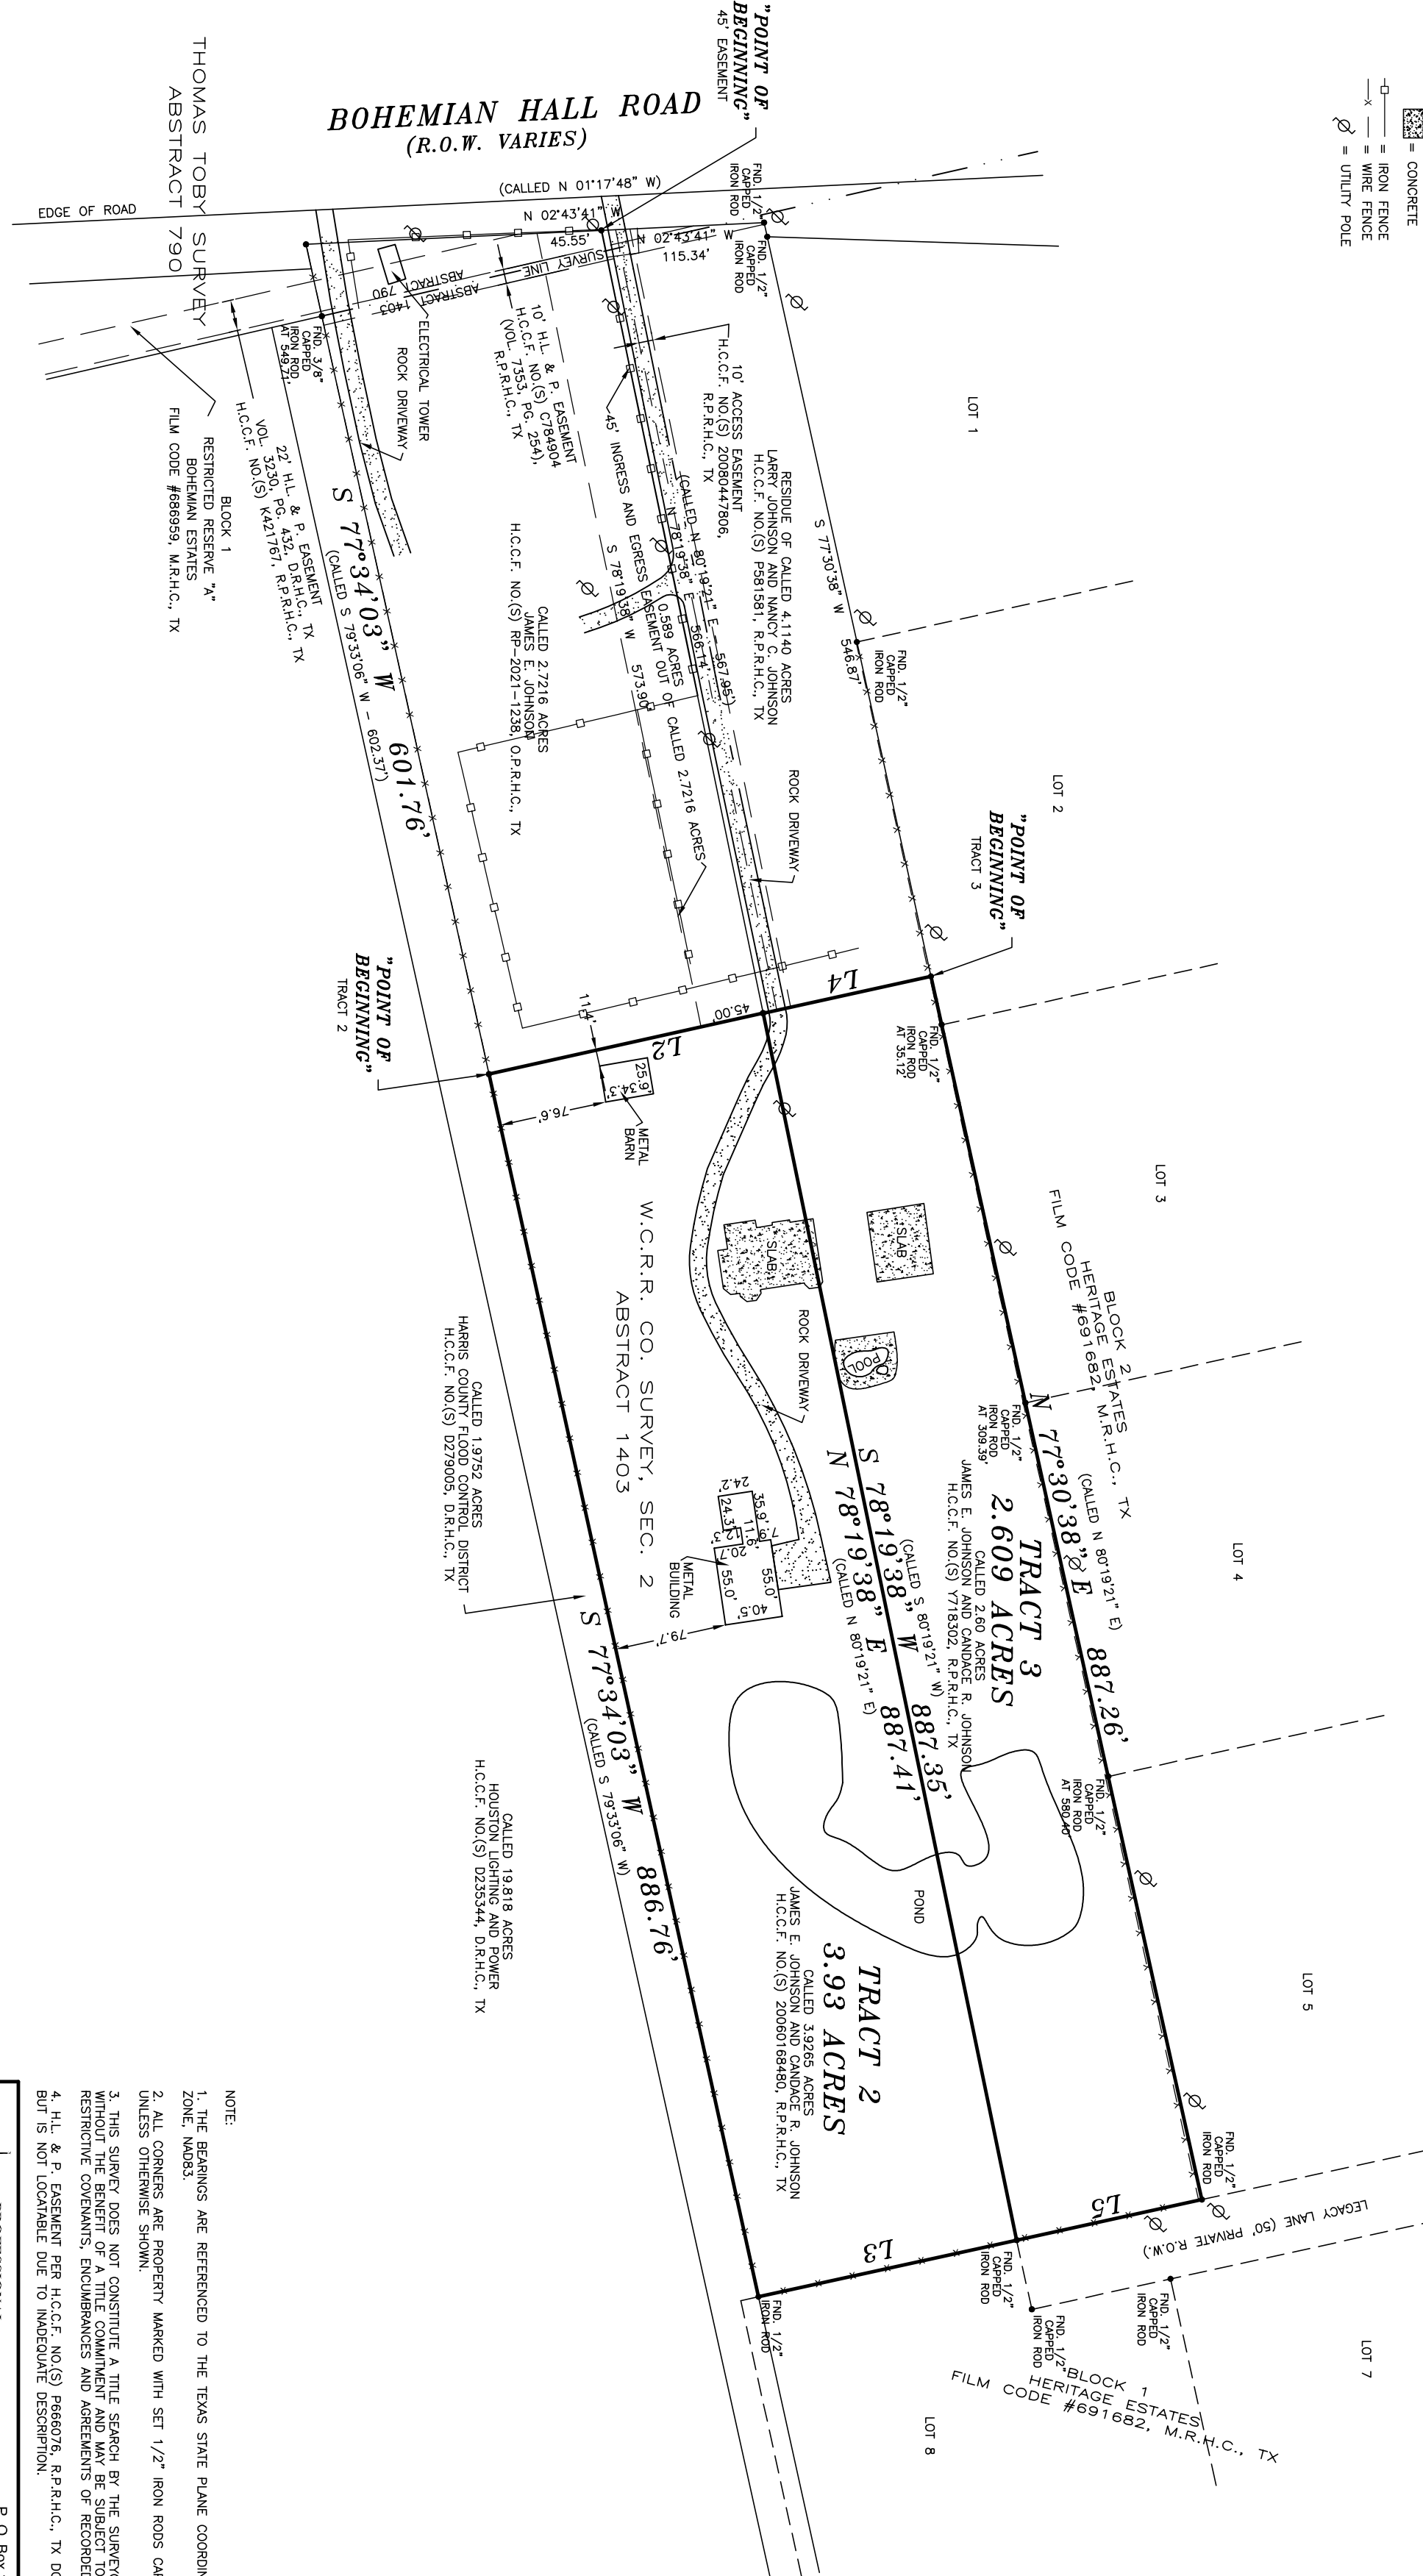 = CONCRETE
= IRON FENCE
= WIRE FENCE
= UTILITY POLE
"POINT OF
BEGINNING"
45' EASEMENT
BOHEMIAN HALL ROAD
(R.O.W. VARIES)
THOMAS TOBY SURVEY
ABSTRACT 790
EDGE OF ROAD
(CALLED N 01°17'48" W)
N 02°43'41" W
45.55'
N 02°43'41" W
115.34'
FND. 1/2"
CAPPED
IRON ROD
FND. 1/2"
CAPPED
IRON ROD
SURVEY LINE
ABSTRACT 790
ABSTRACT 1403
ELECTRICAL TOWER
ROCK DRIVEWAY
FND. 3/8"
CAPPED
IRON ROD
AT 549.71'
10' H.L. & P. EASEMENT
H.C.C.F. NO.(S) C784904
(VOL. 7353, PG. 254),
R.P.R.H.C., TX
10' ACCESS EASEMENT
H.C.C.F. NO.(S) 20080447806,
R.P.R.H.C., TX
RESIDUE OF CALLED 4.1140 ACRES
LARRY JOHNSON AND NANCY C. JOHNSON
H.C.C.F. NO.(S) P581581, R.P.R.H.C., TX
(CALLED N 80°19'21" E - 567.95')
N 78°19'38" E 566.14'
0.589 ACRES
45' INGRESS AND EGRESS EASEMENT OUT OF CALLED 2.7216 ACRES
S 78°19'38" W 573.90'
CALLED 2.7216 ACRES
JAMES E. JOHNSON
H.C.C.F. NO.(S) RP-2021-1238, O.P.R.H.C., TX
22' H.L. & P. EASEMENT
VOL. 3230, PG. 432, D.R.H.C., TX
H.C.C.F. NO.(S) K421767, R.P.R.H.C., TX
BLOCK 1
RESTRICTED RESERVE "A"
BOHEMIAN ESTATES
FILM CODE #686959, M.R.H.C., TX
S 77°34'03" W 601.76'
(CALLED S 79°33'06" W - 602.37')
LOT 1
S 77°30'38" W 546.87'
FND. 1/2"
CAPPED
IRON ROD
LOT 2
ROCK DRIVEWAY
"POINT OF
BEGINNING"
TRACT 3
"POINT OF
BEGINNING"
TRACT 2
L4
45.00'
L2
11.4'
25.9'
34.3'
76.6'
METAL
BARN
FND. 1/2"
CAPPED
IRON ROD
AT 35.12'
LOT 3
BLOCK 2
HERITAGE ESTATES
FILM CODE #691682, M.R.H.C., TX
W.C.R.R. CO. SURVEY, SEC. 2
ABSTRACT 1403
SLAB
SLAB
POOL
ROCK DRIVEWAY
FND. 1/2"
CAPPED
IRON ROD
AT 309.39'
N 77°30'38" E 887.26'
(CALLED N 80°19'21" E)
TRACT 3
2.609 ACRES
CALLED 2.60 ACRES
JAMES E. JOHNSON AND CANDACE R. JOHNSON
H.C.C.F. NO.(S) Y718302, R.P.R.H.C., TX
(CALLED S 80°19'21" W)
S 78°19'38" W 887.35'
N 78°19'38" E 887.41'
(CALLED N 80°19'21" E)
LOT 4
24.2'
35.9'
24.3'
11.6'
20.7'
55.0'
55.0'
40.5'
79.7'
METAL
BUILDING
CALLED 1.9752 ACRES
HARRIS COUNTY FLOOD CONTROL DISTRICT
H.C.C.F. NO.(S) D279005, D.R.H.C., TX
S 77°34'03" W 886.76'
(CALLED S 79°33'06" W)
CALLED 19.818 ACRES
HOUSTON LIGHTING AND POWER
H.C.C.F. NO.(S) D235344, D.R.H.C., TX
FND. 1/2"
CAPPED
IRON ROD
AT 580.40'
POND
TRACT 2
3.93 ACRES
CALLED 3.9265 ACRES
JAMES E. JOHNSON AND CANDACE R. JOHNSON
H.C.C.F. NO.(S) 20060168480, R.P.R.H.C., TX
LOT 5
FND. 1/2"
CAPPED
IRON ROD
L5
L3
LEGACY LANE (50' PRIVATE R.O.W.)
FND. 1/2"
CAPPED
IRON ROD
FND. 1/2"
IRON ROD
FND. 1/2"
CAPPED
IRON ROD
FND. 1/2"
CAPPED
IRON ROD
LOT 7
BLOCK 1
HERITAGE ESTATES
FILM CODE #691682, M.R.H.C., TX
LOT 8
NOTE:
1. THE BEARINGS ARE REFERENCED TO THE TEXAS STATE PLANE COORDIN
ZONE, NAD83.
2. ALL CORNERS ARE PROPERTY MARKED WITH SET 1/2" IRON RODS CAP
UNLESS OTHERWISE SHOWN.
3. THIS SURVEY DOES NOT CONSTITUTE A TITLE SEARCH BY THE SURVEYO
WITHOUT THE BENEFIT OF A TITLE COMMITMENT AND MAY BE SUBJECT TO
RESTRICTIVE COVENANTS, ENCUMBRANCES AND AGREEMENTS OF RECORDED
4. H.L. & P. EASEMENT PER H.C.C.F. NO.(S) P666076, R.P.R.H.C., TX DO
BUT IS NOT LOCATABLE DUE TO INADEQUATE DESCRIPTION.
P.O. Box